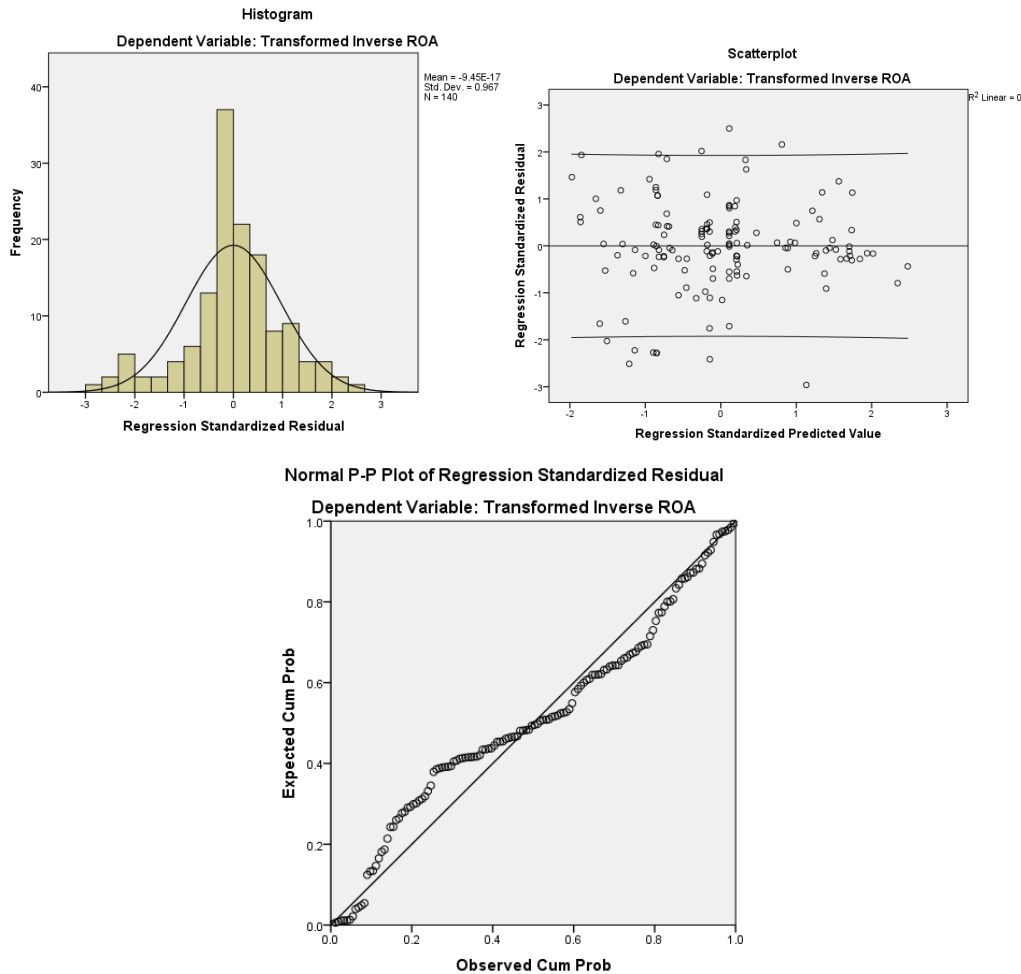 Histogram
Dependent Variable: Transformed Inverse ROA
Mean = -9.45E-17
Std. Dev. = 0.967
N = 140
Frequency
40
30
20
10
0
-3 -2 -1 0 1 2 3
Regression Standardized Residual
Scatterplot
Dependent Variable: Transformed Inverse ROA
R2 Linear = 0
Regression Standardized Residual
3
2
1
0
-1
-2
-3
-2 -1 0 1 2 3
Regression Standardized Predicted Value
Normal P-P Plot of Regression Standardized Residual
Dependent Variable: Transformed Inverse ROA
Expected Cum Prob
1.0
0.8
0.6
0.4
0.2
0.0
0.0 0.2 0.4 0.6 0.8 1.0
Observed Cum Prob